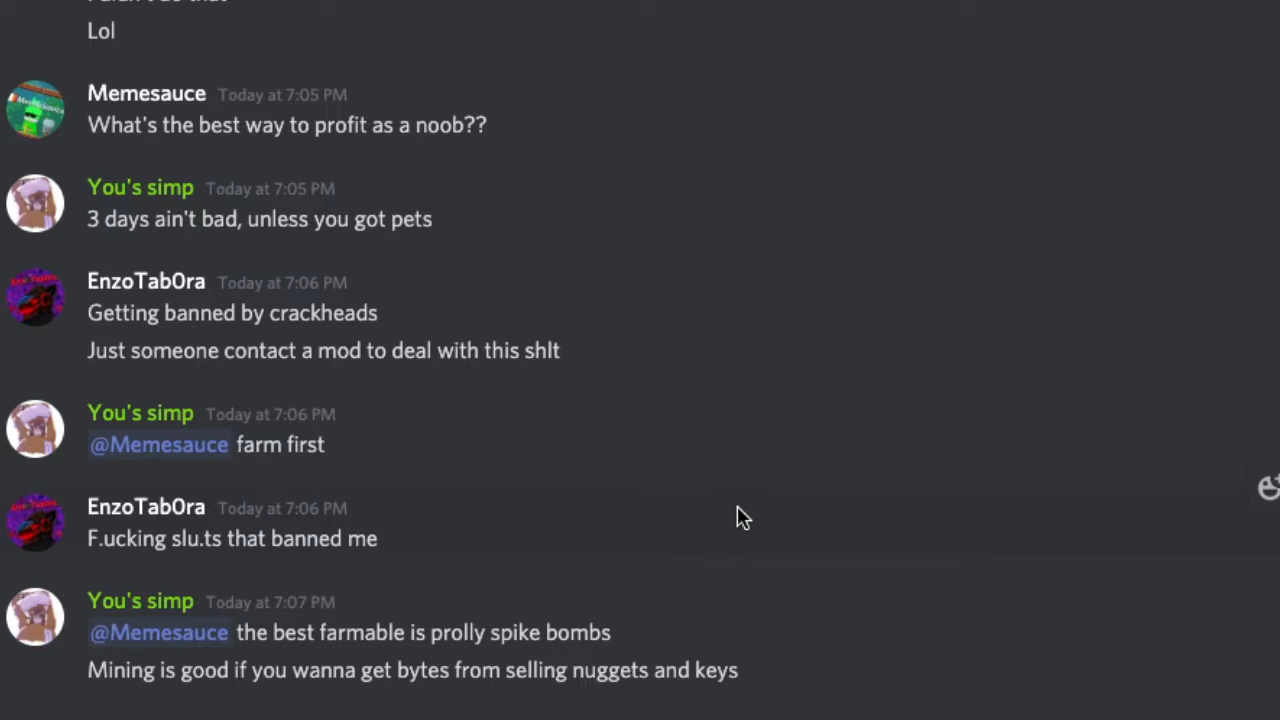 Lol
Memesauce Today at 7:05 PM
What's the best way to profit as a noob??
You's simp Today at 7:05 PM
3 days ain't bad, unless you got pets
EnzoTab0ra Today at 7:06 PM
Getting banned by crackheads
Just someone contact a mod to deal with this shlt
You's simp Today at 7:06 PM
@Memesauce farm first
EnzoTab0ra Today at 7:06 PM
F.ucking slu.ts that banned me
You's simp Today at 7:07 PM
@Memesauce the best farmable is prolly spike bombs
Mining is good if you wanna get bytes from selling nuggets and keys